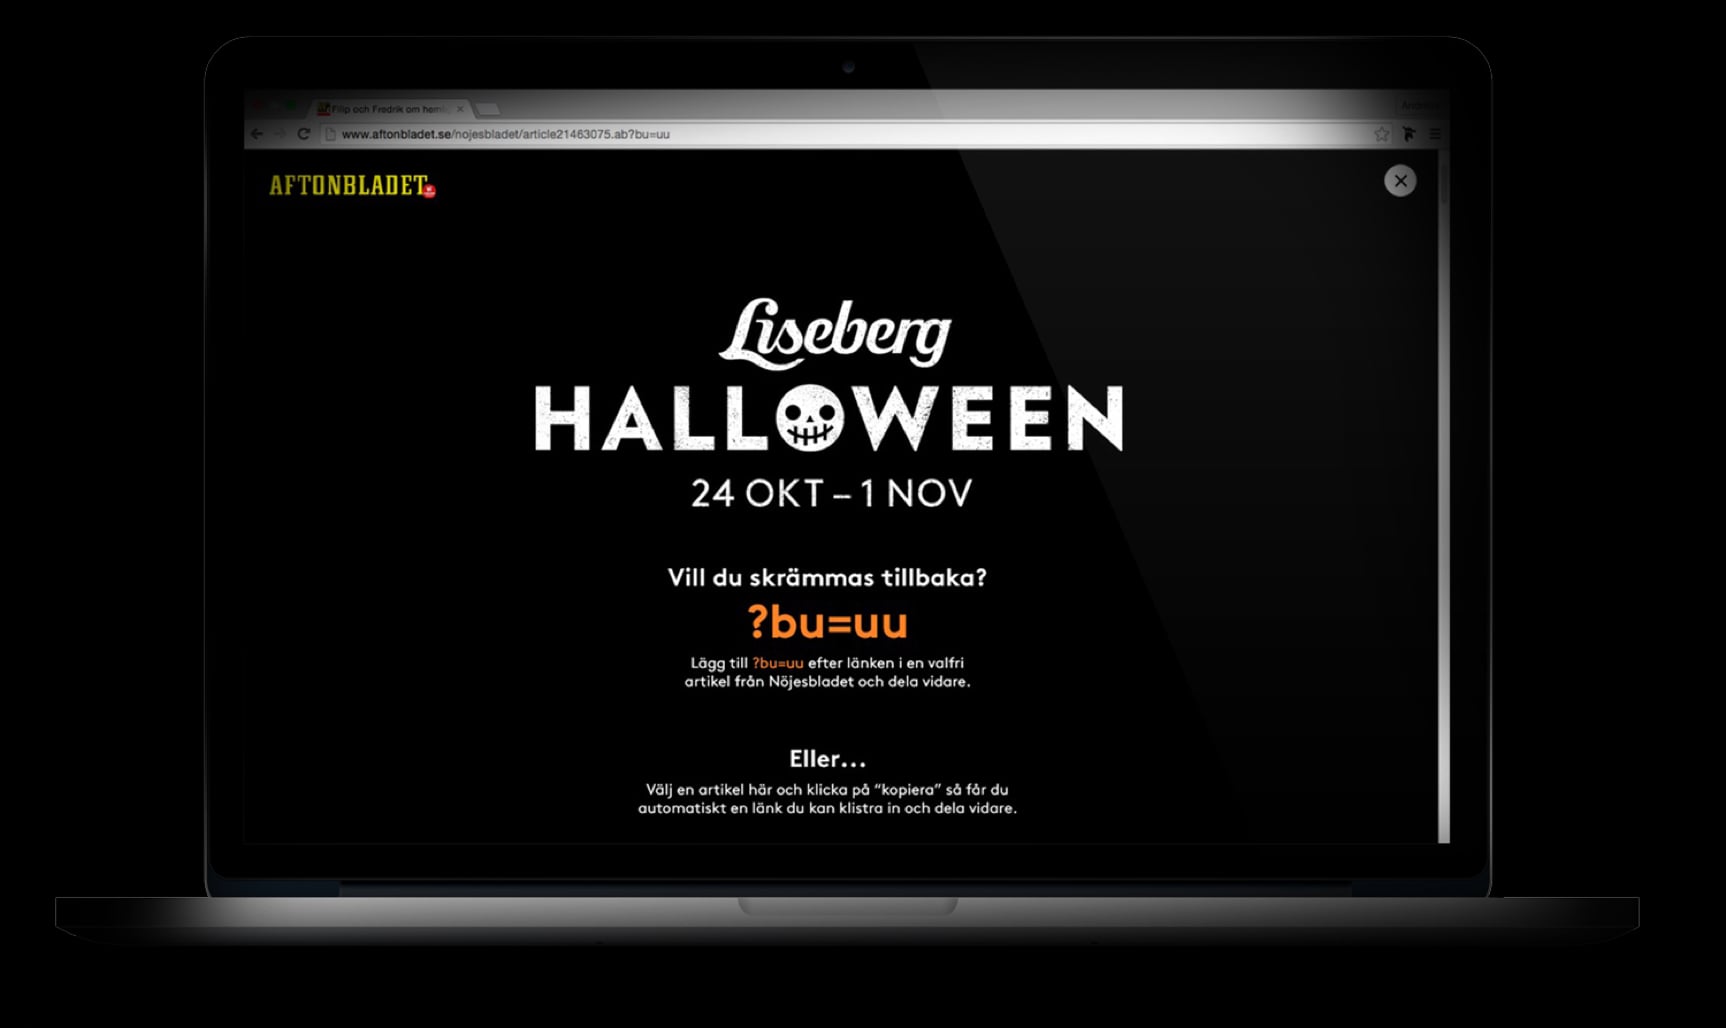 Filip och Fredrik om heml
www.aftonbladet.se/nojesbladet/article21463075.ab?bu=uu
AFTONBLADET
Liseberg
HALLOWEEN
24 OKT – 1 NOV
Vill du skrämmas tillbaka?
?bu=uu
Lägg till ?bu=uu efter länken i en valfri
artikel från Nöjesbladet och dela vidare.
Eller...
Välj en artikel här och klicka på “kopiera” så får du
automatiskt en länk du kan klistra in och dela vidare.